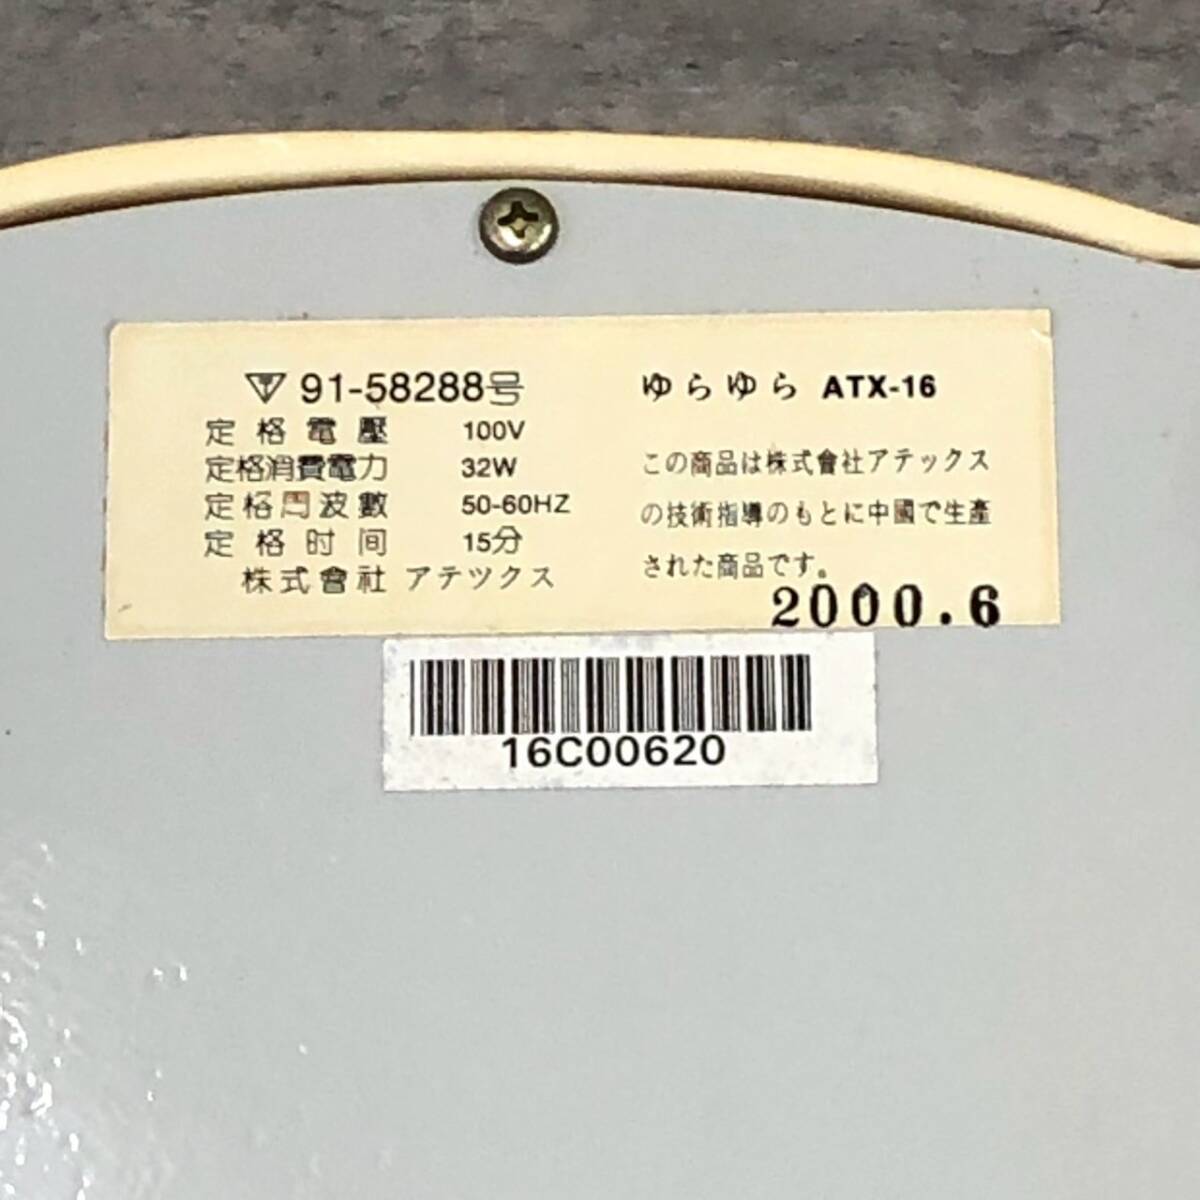 91-58288号
定格電壓 100V
定格消費電力 32W
定格周波數 50-60HZ
定格时间 15分
株式會社 アテツクス
ゆらゆら ATX-16
この商品は株式會社アテックス
の技術指導のもとに中國で生産
された商品です。
2000.6
16C00620